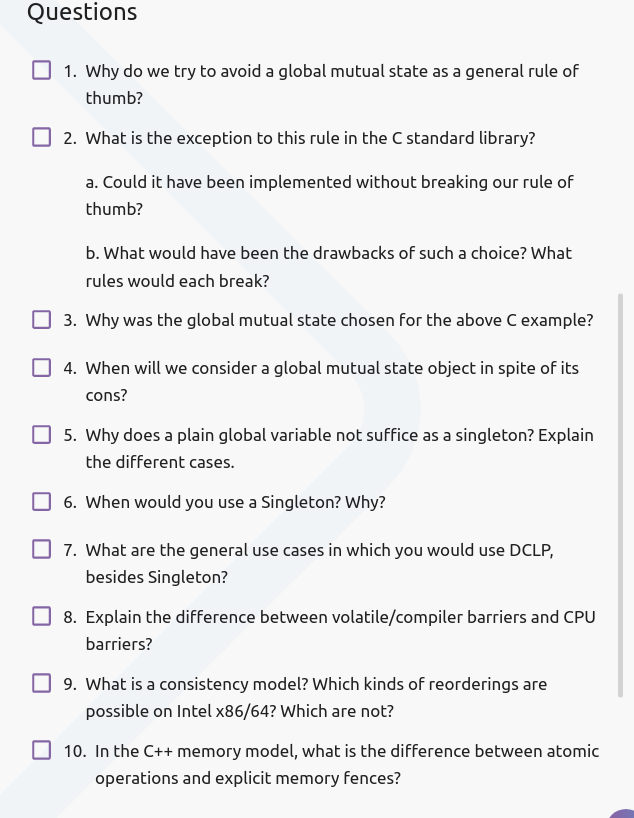 Questions
1. Why do we try to avoid a global mutual state as a general rule of
thumb?
2. What is the exception to this rule in the C standard library?
a. Could it have been implemented without breaking our rule of
thumb?
b. What would have been the drawbacks of such a choice? What
rules would each break?
3. Why was the global mutual state chosen for the above C example?
4. When will we consider a global mutual state object in spite of its
cons?
5. Why does a plain global variable not suffice as a singleton? Explain
the different cases.
6. When would you use a Singleton? Why?
7. What are the general use cases in which you would use DCLP,
besides Singleton?
8. Explain the difference between volatile/compiler barriers and CPU
barriers?
9. What is a consistency model? Which kinds of reorderings are
possible on Intel x86/64? Which are not?
10. In the C++ memory model, what is the difference between atomic
operations and explicit memory fences?